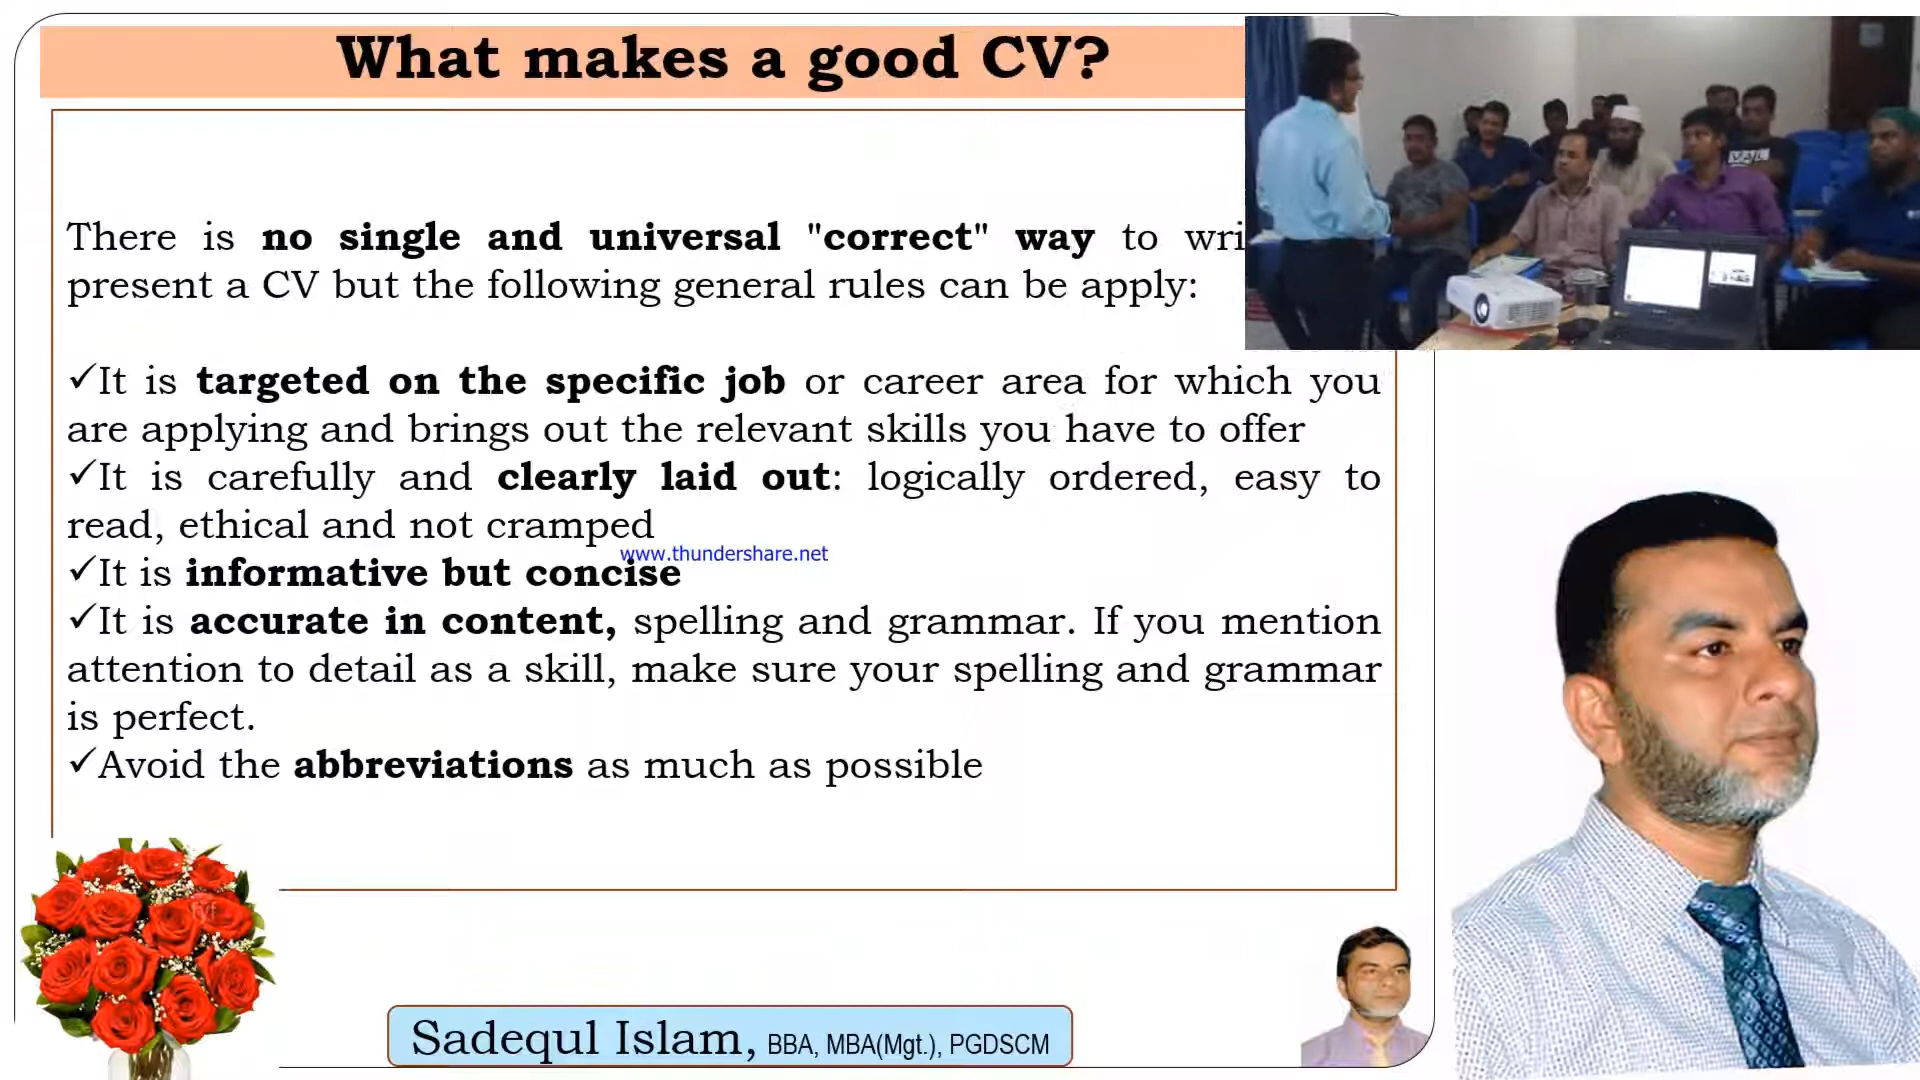 What makes a good CV?
There is no single and universal "correct" way to wri
present a CV but the following general rules can be apply:
✓It is targeted on the specific job or career area for which you
are applying and brings out the relevant skills you have to offer
✓It is carefully and clearly laid out: logically ordered, easy to
read, ethical and not cramped
www.thundershare.net
✓It is informative but concise
✓It is accurate in content, spelling and grammar. If you mention
attention to detail as a skill, make sure your spelling and grammar
is perfect.
✓Avoid the abbreviations as much as possible
Sadequl Islam, BBA, MBA(Mgt.), PGDSCM